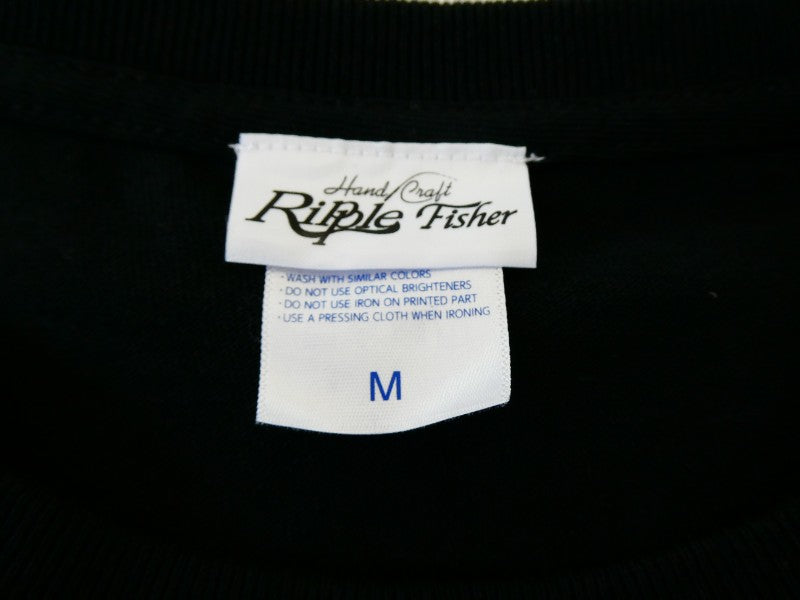 Hand Craft
Ripple Fisher
·WASH WITH SIMILAR COLORS
·DO NOT USE OPTICAL BRIGHTENERS
·DO NOT USE IRON ON PRINTED PART
·USE A PRESSING CLOTH WHEN IRONING
M